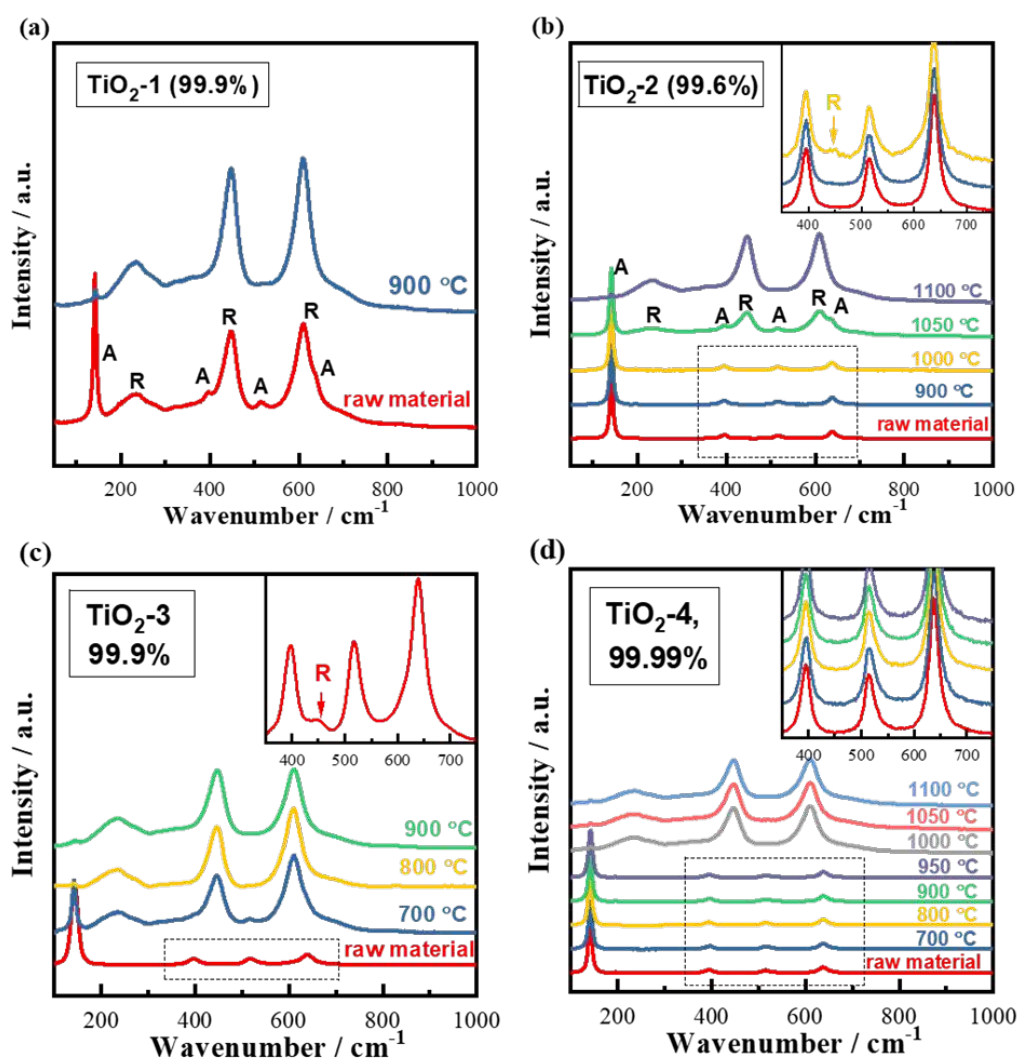 (a)
TiO₂-1 (99.9%)
900 °C
R
R
A
R
A
A
A
raw material
Intensity / a.u.
200 400 600 800 1000
Wavenumber / cm⁻¹
(b)
TiO₂-2 (99.6%)
R
400 500 600 700
A
1100 °C
R
A
R
A
R
A
1050 °C
1000 °C
900 °C
raw material
Intensity / a.u.
200 400 600 800 1000
Wavenumber / cm⁻¹
(c)
TiO₂-3
99.9%
R
400 500 600 700
900 °C
800 °C
700 °C
raw material
Intensity / a.u.
200 400 600 800 1000
Wavenumber / cm⁻¹
(d)
TiO₂-4,
99.99%
400 500 600 700
1100 °C
1050 °C
1000 °C
950 °C
900 °C
800 °C
700 °C
raw material
Intensity / a.u.
200 400 600 800 1000
Wavenumber / cm⁻¹